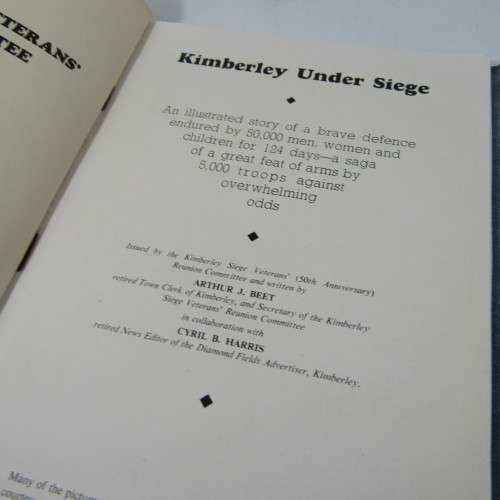 TERANS'
TEE
Kimberley Under Siege
An illustrated story of a brave defence
endured by 50,000 men, women and
children for 124 days—a saga
of a great feat of arms by
5,000 troops against
overwhelming
odds
Issued by the Kimberley Siege Veterans' (50th Anniversary)
Reunion Committee and written by
ARTHUR J. BEET
retired Town Clerk of Kimberley, and Secretary of the Kimberley
Siege Veterans' Reunion Committee
in collaboration with
CYRIL B. HARRIS
retired News Editor of the Diamond Fields Advertiser, Kimberley.
Many of the